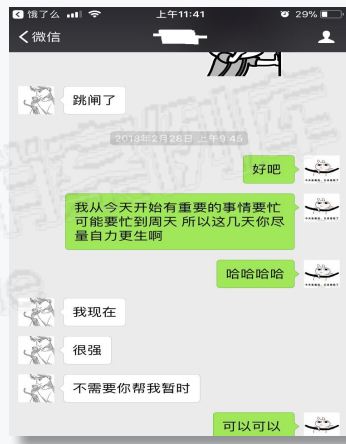 饿了么
上午11:41
29%
微信
跳闸了
2018年2月28日 上午9:45
好吧
我从今天开始有重要的事情要忙
可能要忙到周天 所以这几天你尽
量自力更生啊
哈哈哈哈
我现在
很强
不需要你帮我暂时
可以可以